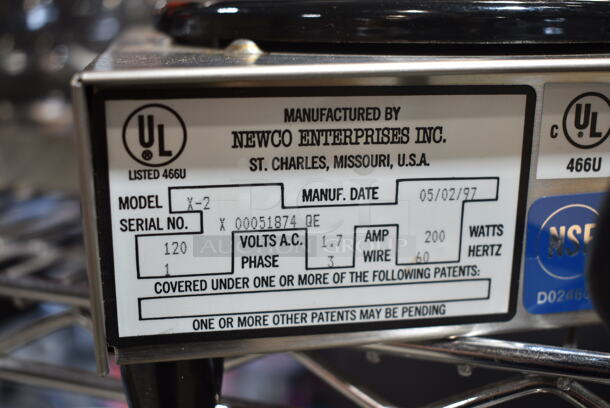 MANUFACTURED BY
NEWCO ENTERPRISES INC.
ST. CHARLES, MISSOURI, U.S.A.
UL
LISTED 466U
MODEL X-2 MANUF. DATE 05/02/97
SERIAL NO. X 00051874 QE
120 VOLTS A.C. 1.7 AMP 200 WATTS
1 PHASE 3 WIRE 60 HERTZ
COVERED UNDER ONE OR MORE OF THE FOLLOWING PATENTS:
ONE OR MORE OTHER PATENTS MAY BE PENDING
C UL
466U
NSF
AUCTION GROUP